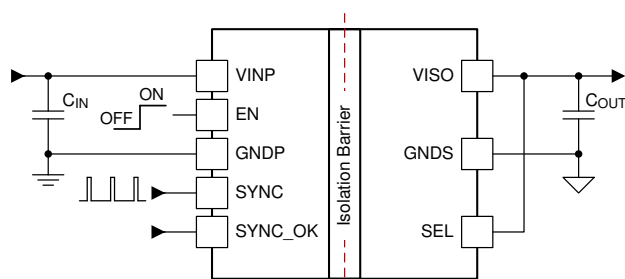 VINP
VISO
CIN
ON
OFF
EN
COUT
GNDP
GNDS
Isolation Barrier
SYNC
SYNC_OK
SEL